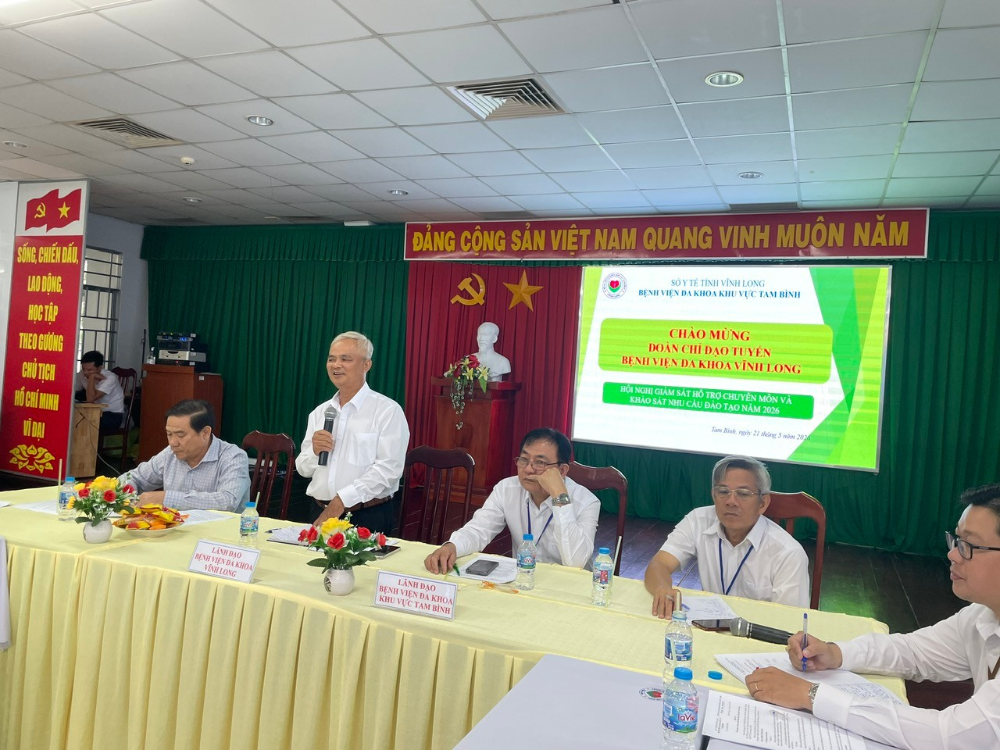 ĐẢNG CỘNG SẢN VIỆT NAM QUANG VINH MUÔN NĂM
SỐNG, CHIẾN ĐẤU,
LAO ĐỘNG,
HỌC TẬP
THEO GƯƠNG
CHỦ TỊCH
HỒ CHÍ MINH
VĨ ĐẠI
SỞ Y TẾ TỈNH VĨNH LONG
BỆNH VIỆN ĐA KHOA KHU VỰC TAM BÌNH
CHÀO MỪNG
ĐOÀN CHỈ ĐẠO TUYẾN
BỆNH VIỆN ĐA KHOA VĨNH LONG
HỘI NGHỊ GIÁM SÁT HỖ TRỢ CHUYÊN MÔN VÀ
KHẢO SÁT NHU CẦU ĐÀO TẠO NĂM 2026
Tam Bình, ngày 21 tháng 5 năm 2026
LÃNH ĐẠO
BỆNH VIỆN ĐA KHOA
VĨNH LONG
LÃNH ĐẠO
BỆNH VIỆN ĐA KHOA
KHU VỰC TAM BÌNH
LaVie